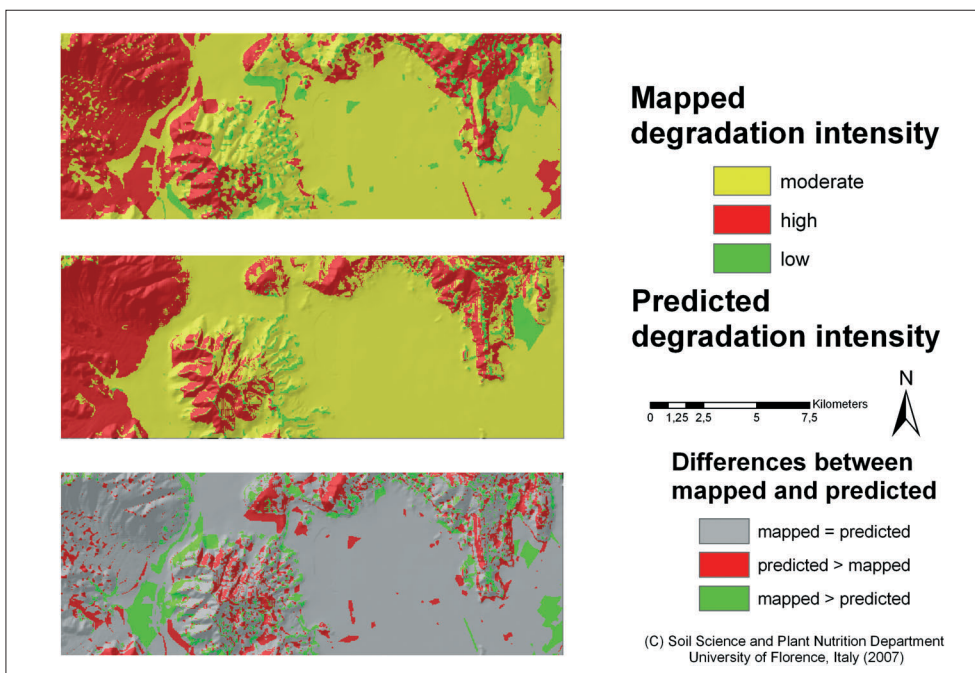 Mapped
degradation intensity
moderate
high
low
Predicted
degradation intensity
N
Kilometers
0 1,25 2,5 5 7,5
Differences between
mapped and predicted
mapped = predicted
predicted > mapped
mapped > predicted
(C) Soil Science and Plant Nutrition Department
University of Florence, Italy (2007)